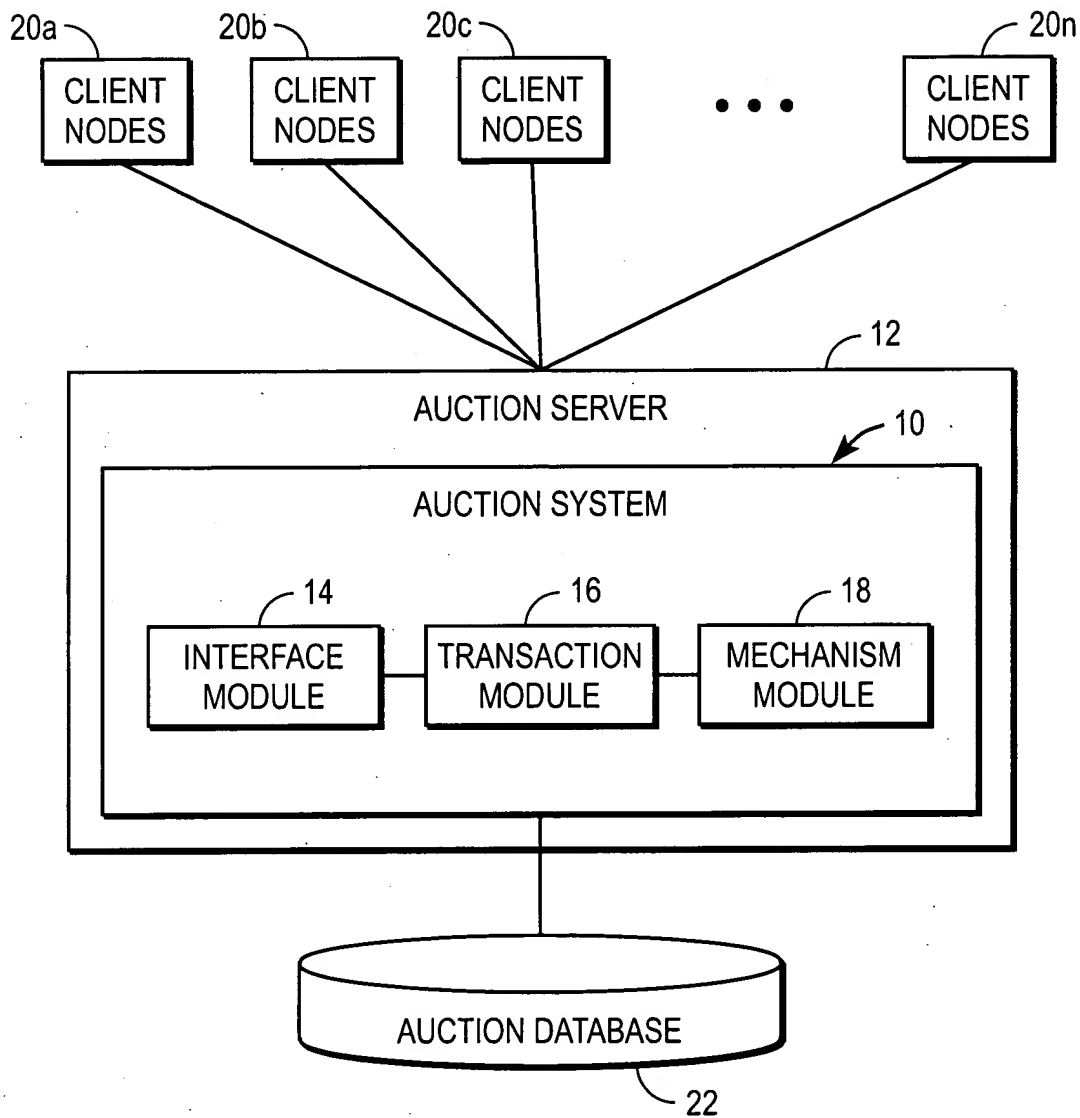 20a
20b
20c
20n
CLIENT
NODES
CLIENT
NODES
CLIENT
NODES
CLIENT
NODES
12
AUCTION SERVER
10
AUCTION SYSTEM
14
16
18
INTERFACE
MODULE
TRANSACTION
MODULE
MECHANISM
MODULE
AUCTION DATABASE
22